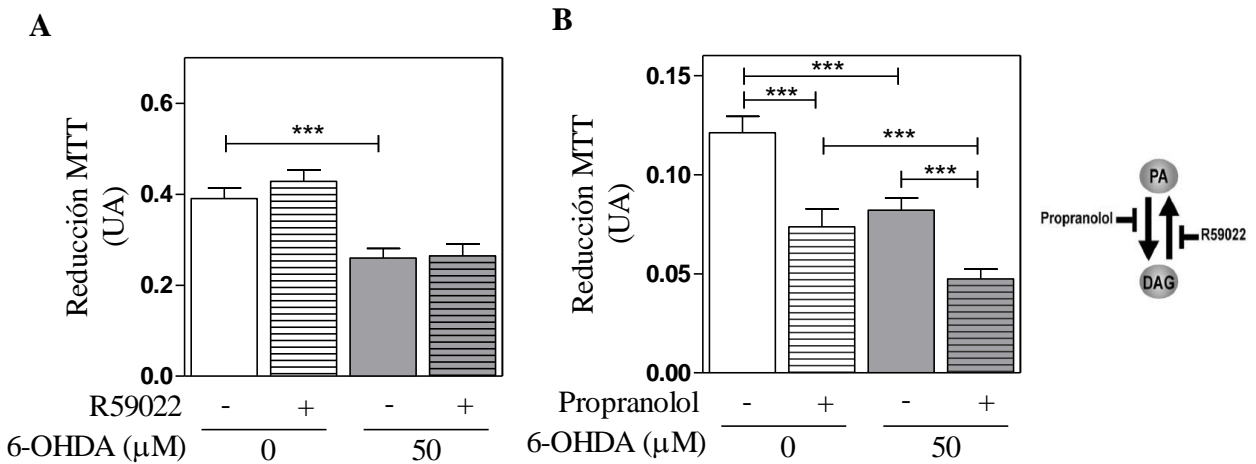 A
Reducción MTT
(UA)
0.6
0.4
0.2
0.0
***
R59022 - + - +
6-OHDA (µM) 0 50
B
Reducción MTT
(UA)
0.15
0.10
0.05
0.00
***
***
***
***
Propranolol - + - +
6-OHDA (µM) 0 50
PA
Propranolol
R59022
DAG